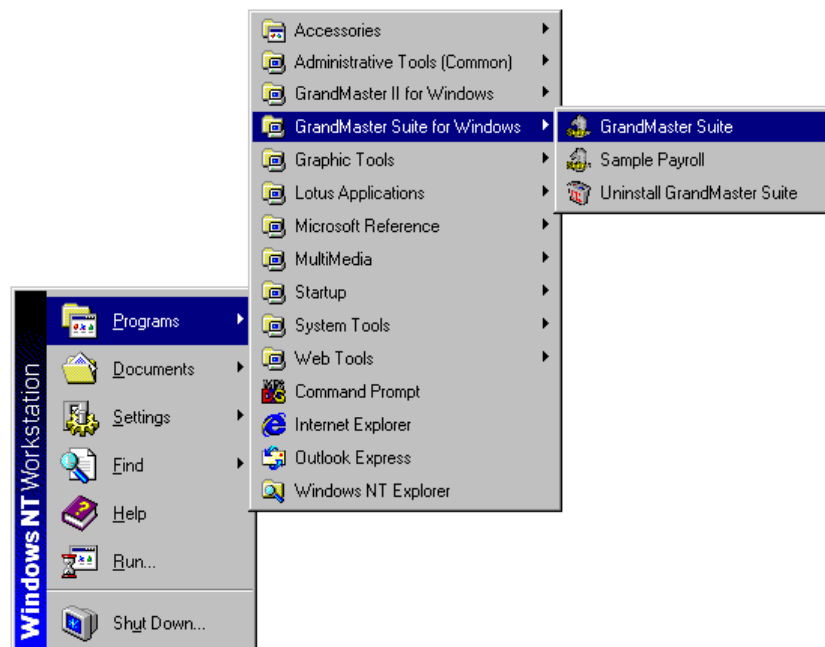 Accessories
Administrative Tools (Common)
GrandMaster II for Windows
GrandMaster Suite for Windows
Graphic Tools
Lotus Applications
Microsoft Reference
MultiMedia
Startup
System Tools
Web Tools
Command Prompt
Internet Explorer
Outlook Express
Windows NT Explorer
GrandMaster Suite
Sample Payroll
Uninstall GrandMaster Suite
Programs
Documents
Settings
Find
Help
Run...
Shut Down...
Windows NT Workstation